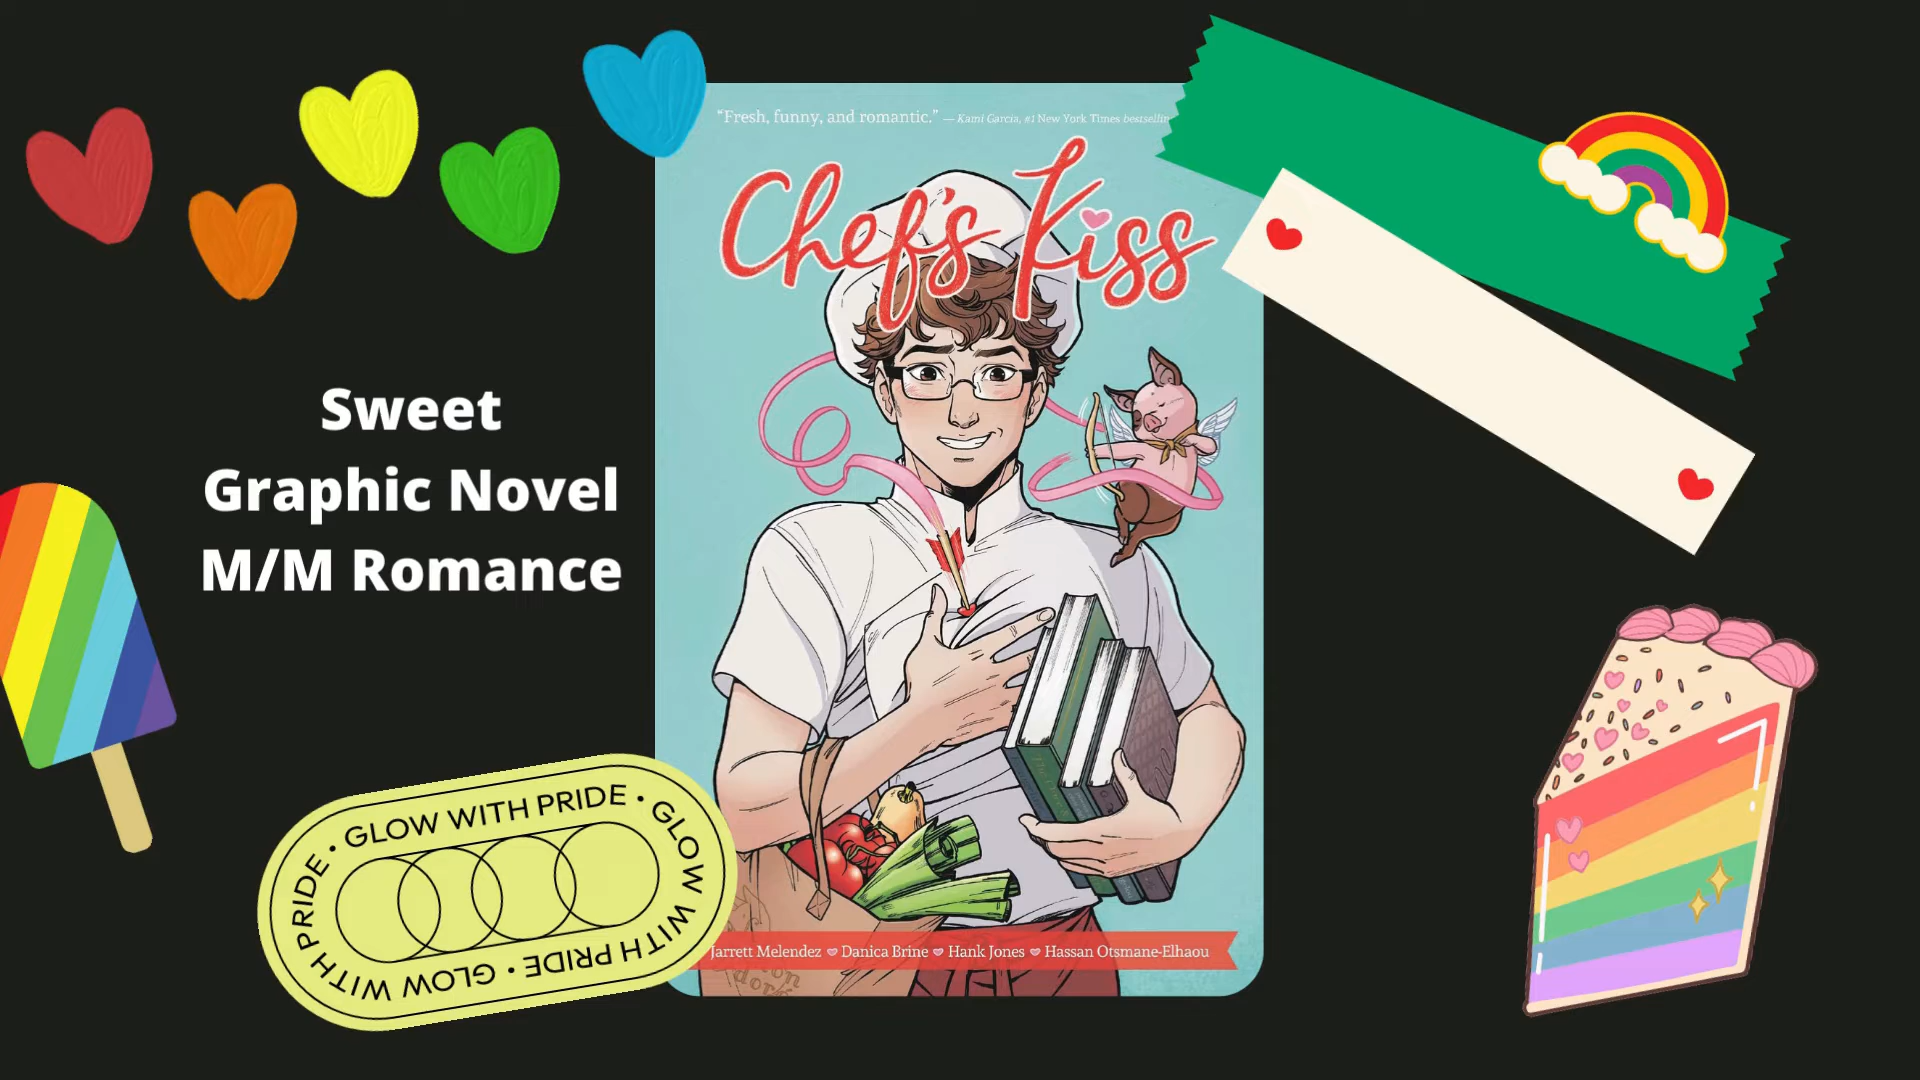 "Fresh, funny, and romantic." — Kami Garcia, #1 New York Times
Chef's Kiss
Sweet
Graphic Novel
M/M Romance
GLOW WITH PRIDE • GLOW WITH PRIDE • GLOW WITH PRIDE •
Jarrett Melendez Danica Brine Hank Jones Hassan Otsmane-Elhaou